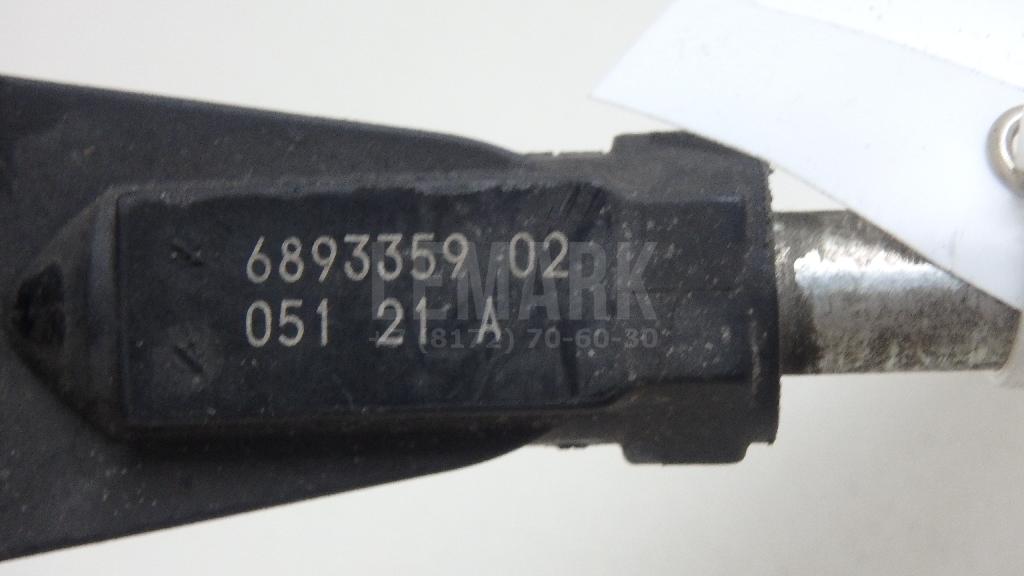 6893359 02
051 21 A
LEMARK
(8172) 70-60-30